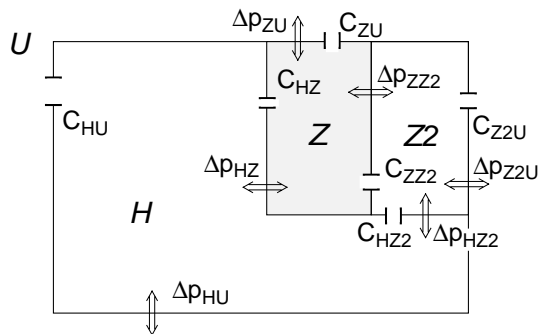 Δp_ZU C_ZU
U
C_HZ Δp_ZZ2
C_HU Z Z2 C_Z2U
Δp_HZ C_ZZ2 Δp_Z2U
H
C_HZ2 Δp_HZ2
Δp_HU